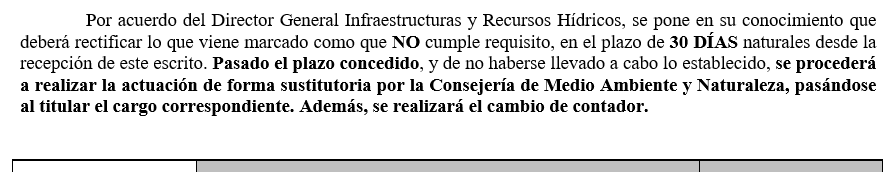 Por acuerdo del Director General Infraestructuras y Recursos Hídricos, se pone en su conocimiento que
deberá rectificar lo que viene marcado como que NO cumple requisito, en el plazo de 30 DÍAS naturales desde la
recepción de este escrito. Pasado el plazo concedido, y de no haberse llevado a cabo lo establecido, se procederá
a realizar la actuación de forma sustitutoria por la Consejería de Medio Ambiente y Naturaleza, pasándose
al titular el cargo correspondiente. Además, se realizará el cambio de contador.